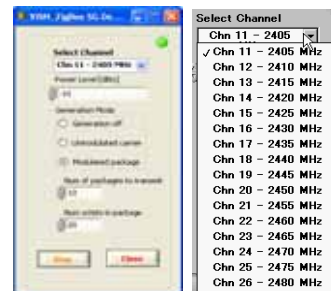 Select Channel
Chn 11 - 2405 MHz
Power Level [dBm]
Generation Mode
Generation off
Unmodulated carrier
Modulated package
Num of packages to transmit
10
Num octets in package
20
Stop
Close
Select Channel
Chn 11 - 2405
✓ Chn 11 - 2405 MHz
Chn 12 - 2410 MHz
Chn 13 - 2415 MHz
Chn 14 - 2420 MHz
Chn 15 - 2425 MHz
Chn 16 - 2430 MHz
Chn 17 - 2435 MHz
Chn 18 - 2440 MHz
Chn 19 - 2445 MHz
Chn 20 - 2450 MHz
Chn 21 - 2455 MHz
Chn 22 - 2460 MHz
Chn 23 - 2465 MHz
Chn 24 - 2470 MHz
Chn 25 - 2475 MHz
Chn 26 - 2480 MHz